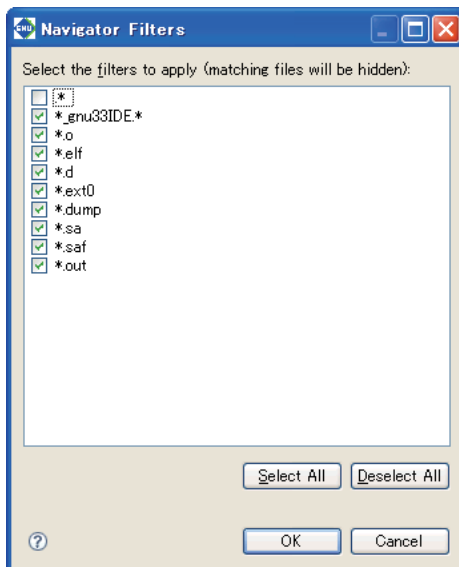 GNU Navigator Filters
Select the filters to apply (matching files will be hidden):
.*
*_gnu33IDE.*
*.o
*.elf
*.d
*.ext0
*.dump
*.sa
*.saf
*.out
Select All Deselect All
? OK Cancel